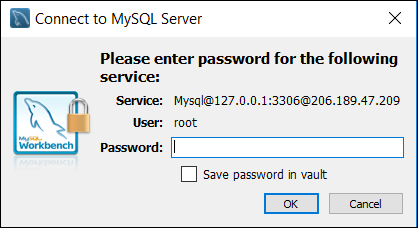 Connect to MySQL Server
Please enter password for the following
service:
Service: Mysql@127.0.0.1:3306@206.189.47.209
User: root
Password:
MySQL
Workbench
Save password in vault
OK Cancel